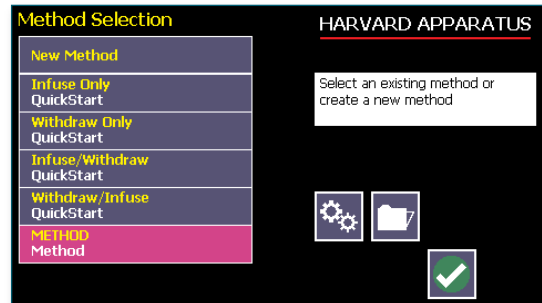 Method Selection
HARVARD APPARATUS
New Method
Infuse Only
QuickStart
Withdraw Only
QuickStart
Infuse/Withdraw
QuickStart
Withdraw/Infuse
QuickStart
METHOD
Method
Select an existing method or
create a new method